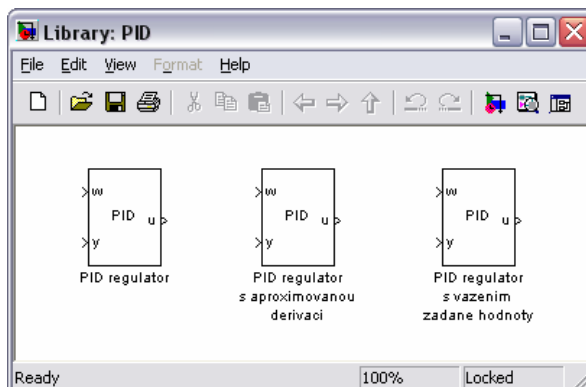 Library: PID
File Edit View Format Help
w
PID
u
y
w
PID
u
y
w
PID
u
y
PID regulator
PID regulator
s aproximovanou
derivaci
PID regulator
s vazenim
zadane hodnoty
Ready 100% Locked